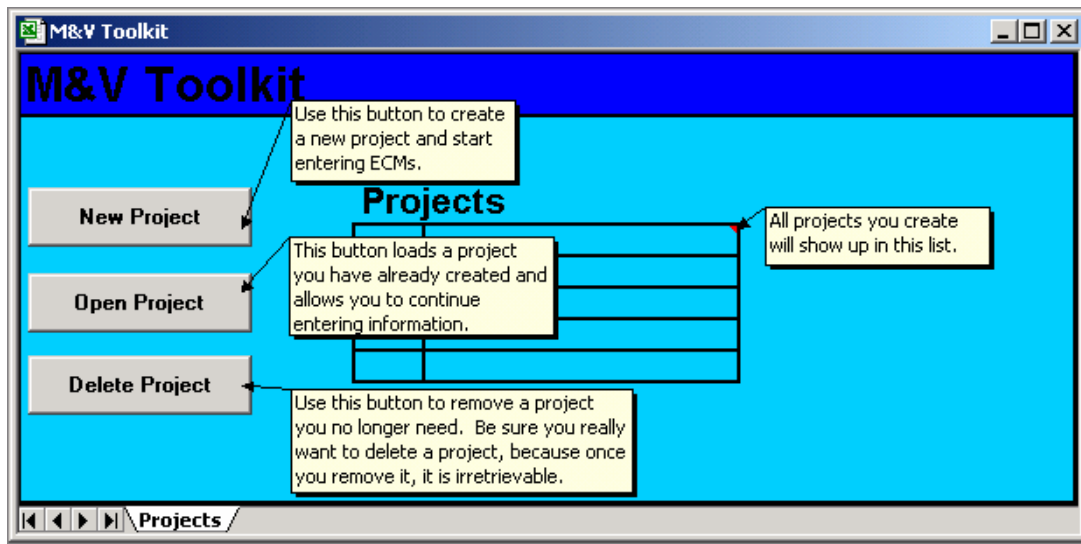 M&V Toolkit
M&V Toolkit
Use this button to create
a new project and start
entering ECMs.
New Project
Projects
All projects you create
will show up in this list.
This button loads a project
you have already created and
allows you to continue
entering information.
Open Project
Delete Project
Use this button to remove a project
you no longer need.  Be sure you really
want to delete a project, because once
you remove it, it is irretrievable.
Projects